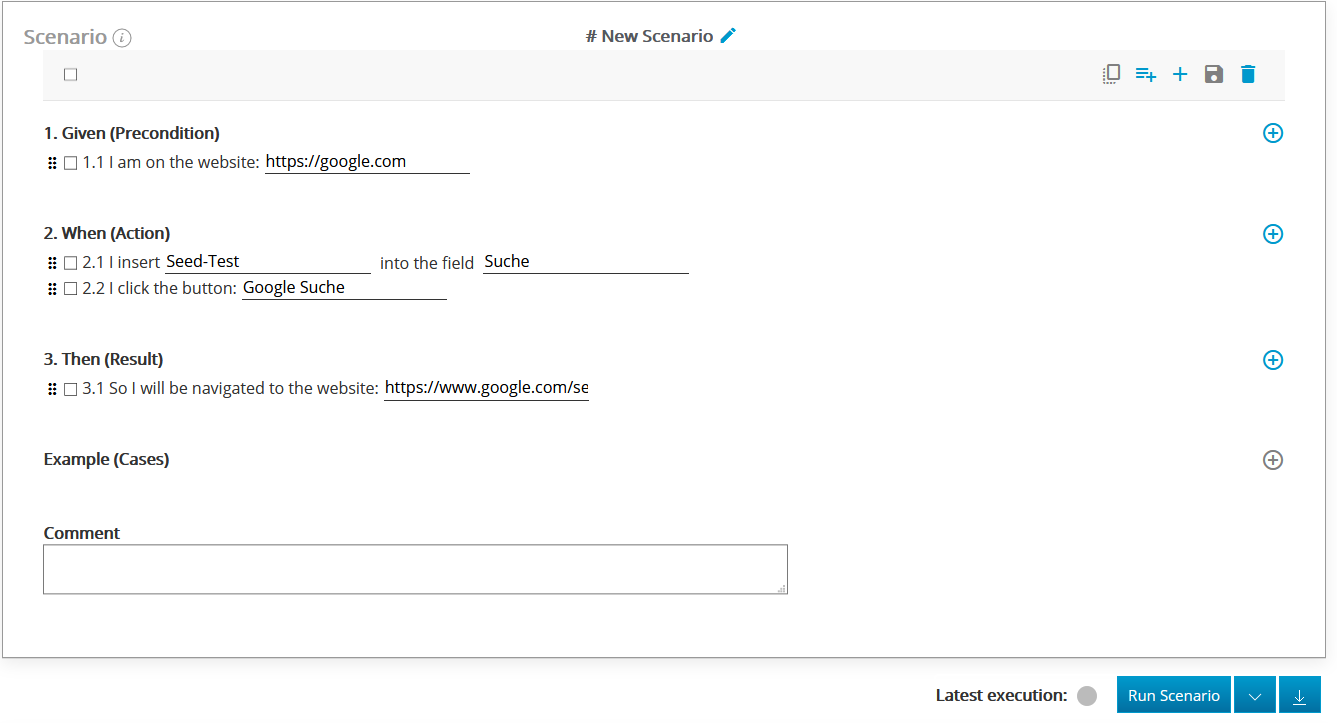 Scenario
# New Scenario
1. Given (Precondition)
1.1 I am on the website: https://google.com
2. When (Action)
2.1 I insert Seed-Test into the field Suche
2.2 I click the button: Google Suche
3. Then (Result)
3.1 So I will be navigated to the website: https://www.google.com/se
Example (Cases)
Comment
Latest execution: Run Scenario